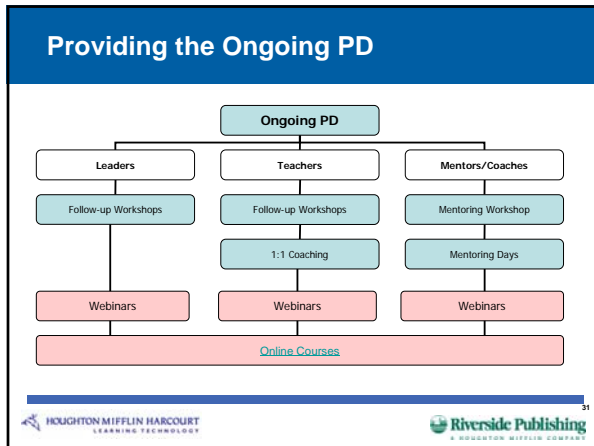 Providing the Ongoing PD
Ongoing PD
Leaders
Teachers
Mentors/Coaches
Follow-up Workshops
Follow-up Workshops
Mentoring Workshop
1:1 Coaching
Mentoring Days
Webinars
Webinars
Webinars
Online Courses
31
HOUGHTON MIFFLIN HARCOURT
LEARNING TECHNOLOGY
Riverside Publishing
A HOUGHTON MIFFLIN COMPANY